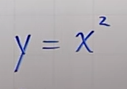 y = x²